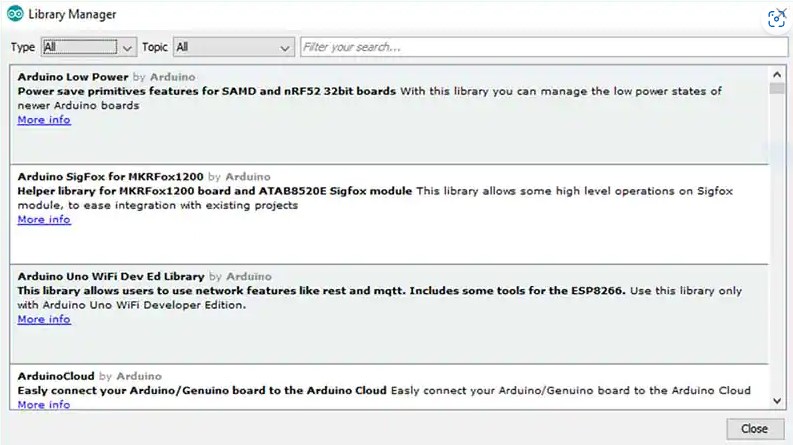 Library Manager
Type All Topic All Filter your search...
Arduino Low Power by Arduino
Power save primitives features for SAMD and nRF52 32bit boards With this library you can manage the low power states of
newer Arduino boards
More info
Arduino SigFox for MKRFox1200 by Arduino
Helper library for MKRFox1200 board and ATAB8520E Sigfox module This library allows some high level operations on Sigfox
module, to ease integration with existing projects
More info
Arduino Uno WiFi Dev Ed Library by Arduino
This library allows users to use network features like rest and mqtt. Includes some tools for the ESP8266. Use this library only
with Arduino Uno WiFi Developer Edition.
More info
ArduinoCloud by Arduino
Easly connect your Arduino/Genuino board to the Arduino Cloud Easly connect your Arduino/Genuino board to the Arduino Cloud
More info
Close